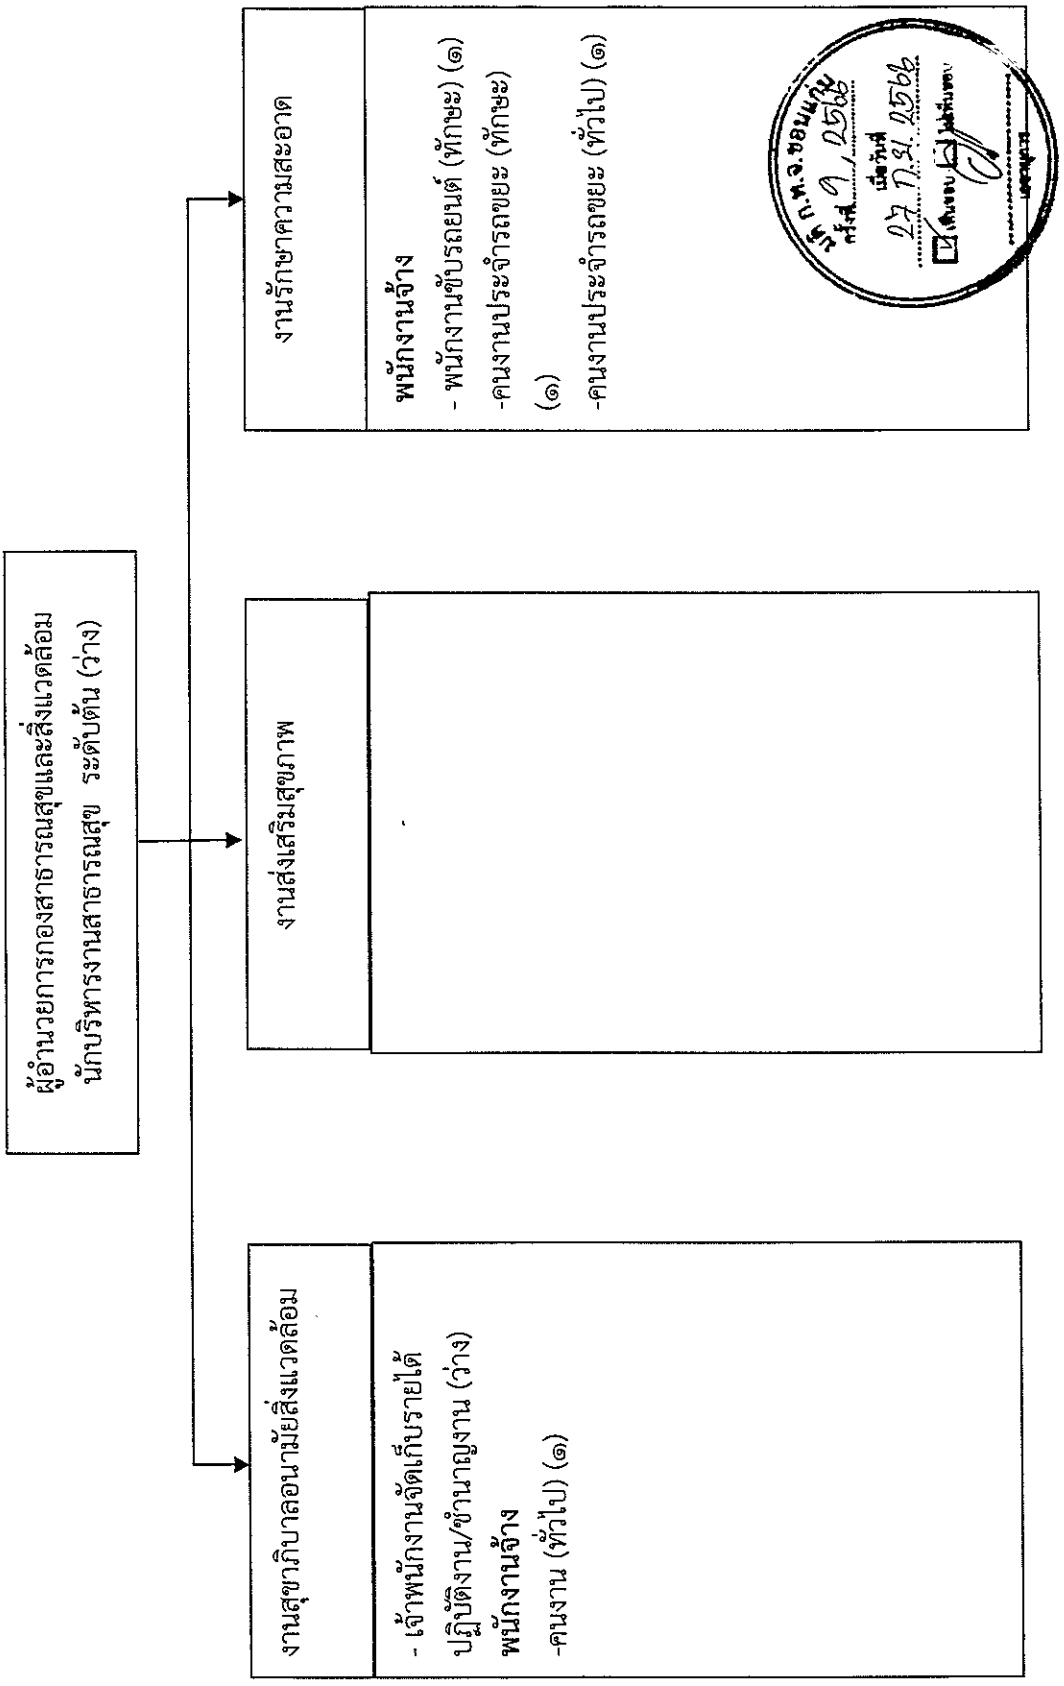 ผู้อำนวยการกองสาธารณสุขและสิ่งแวดล้อม
นักบริหารงานสาธารณสุข ระดับต้น (ว่าง)
งานสุขาภิบาลอนามัยสิ่งแวดล้อม
- เจ้าพนักงานจัดเก็บรายได้
ปฏิบัติงาน/ชำนาญงาน (ว่าง)
พนักงานจ้าง
-คนงาน (ทั่วไป) (๑)
งานส่งเสริมสุขภาพ
งานรักษาความสะอาด
พนักงานจ้าง
- พนักงานขับรถยนต์ (ทักษะ) (๑)
-คนงานประจำรถขยะ (ทักษะ)
(๑)
-คนงานประจำรถขยะ (ทั่วไป) (๑)
มติ ก.ท.จ.ขอนแก่น
ครั้งที่ 9 / 2566
เมื่อวันที่
27 ก.ย. 2566
เห็นชอบ ไม่เห็นชอบ
เลขานุการ